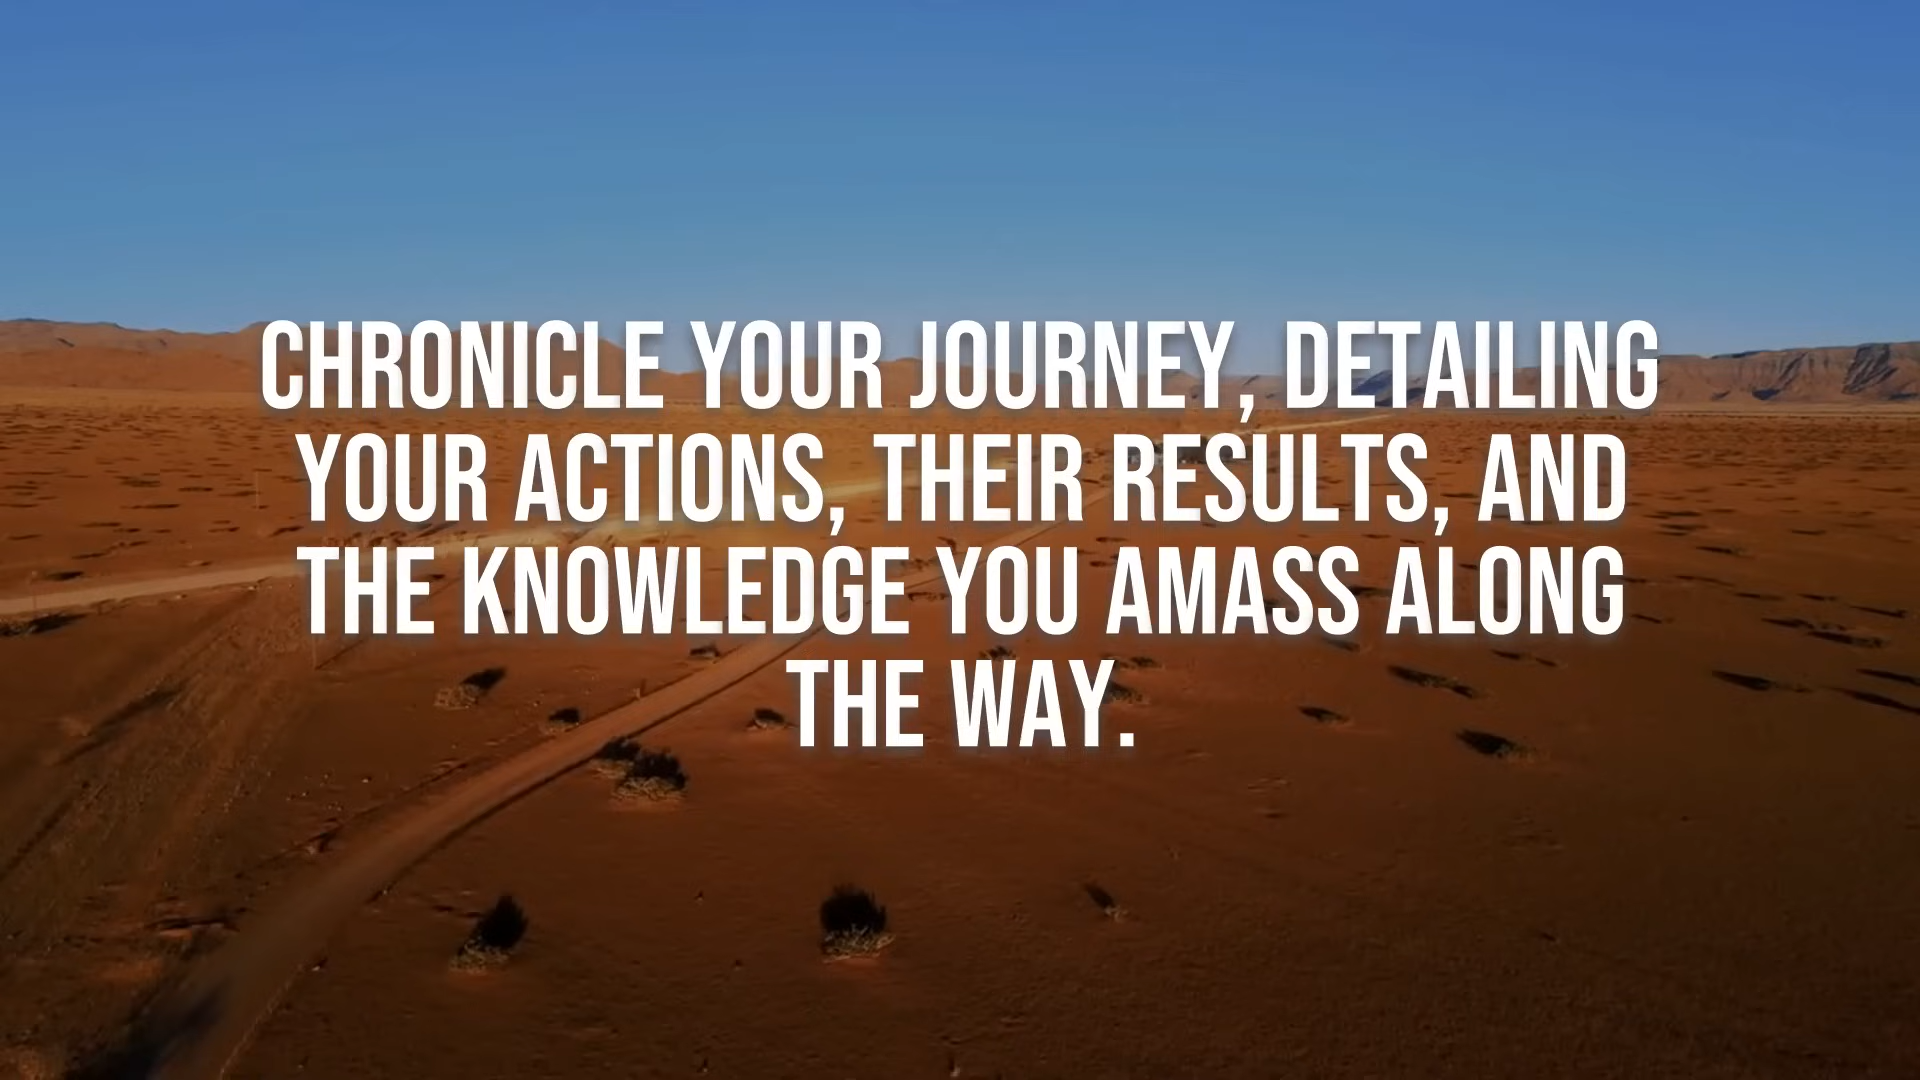 CHRONICLE YOUR JOURNEY, DETAILING
YOUR ACTIONS, THEIR RESULTS, AND
THE KNOWLEDGE YOU AMASS ALONG
THE WAY.